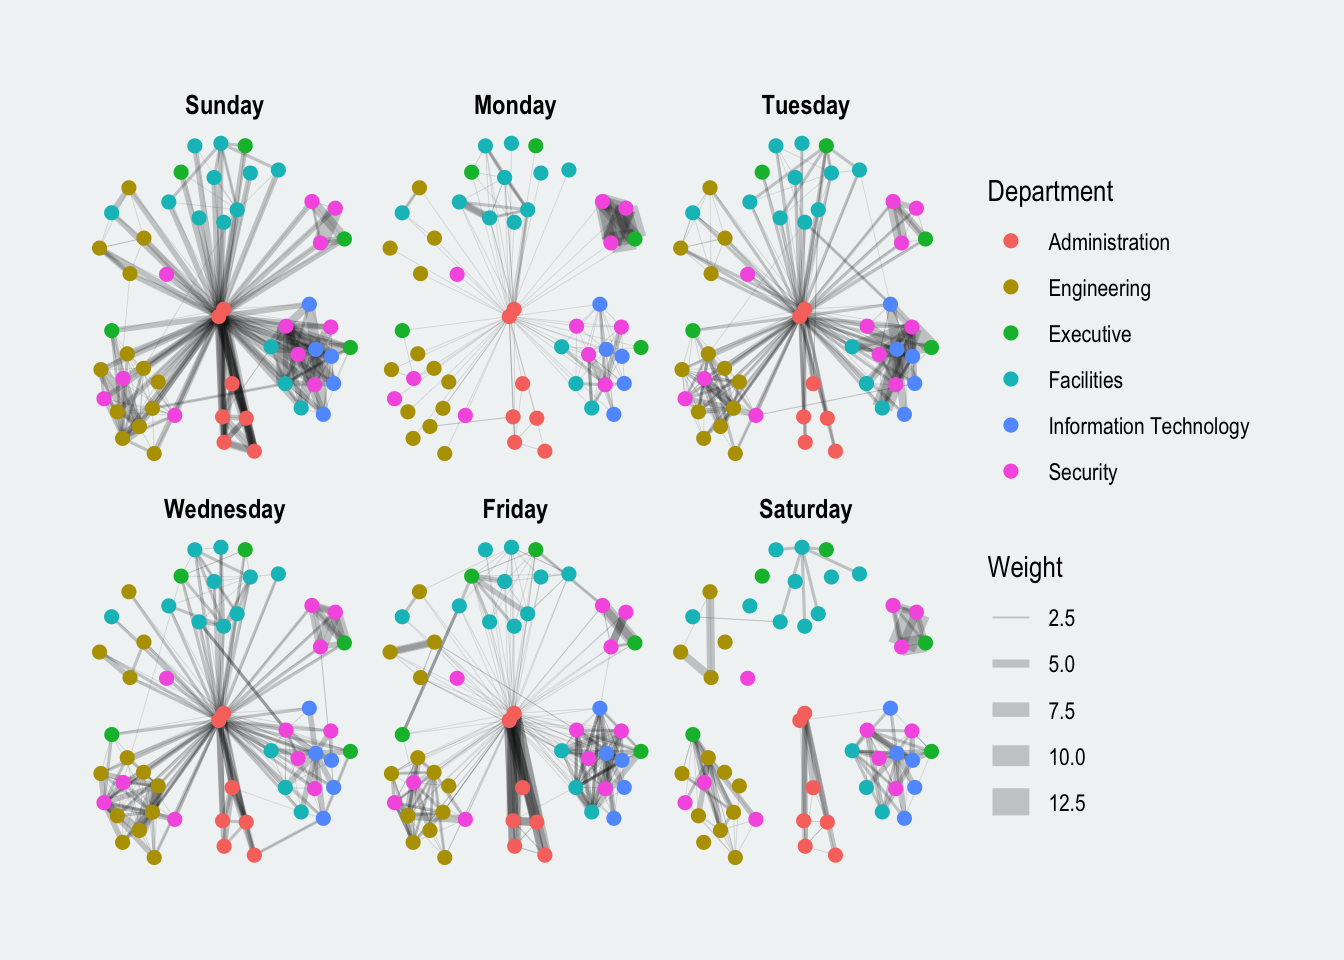 Sunday
Monday
Tuesday
Wednesday
Friday
Saturday
Department
Administration
Engineering
Executive
Facilities
Information Technology
Security
Weight
2.5
5.0
7.5
10.0
12.5